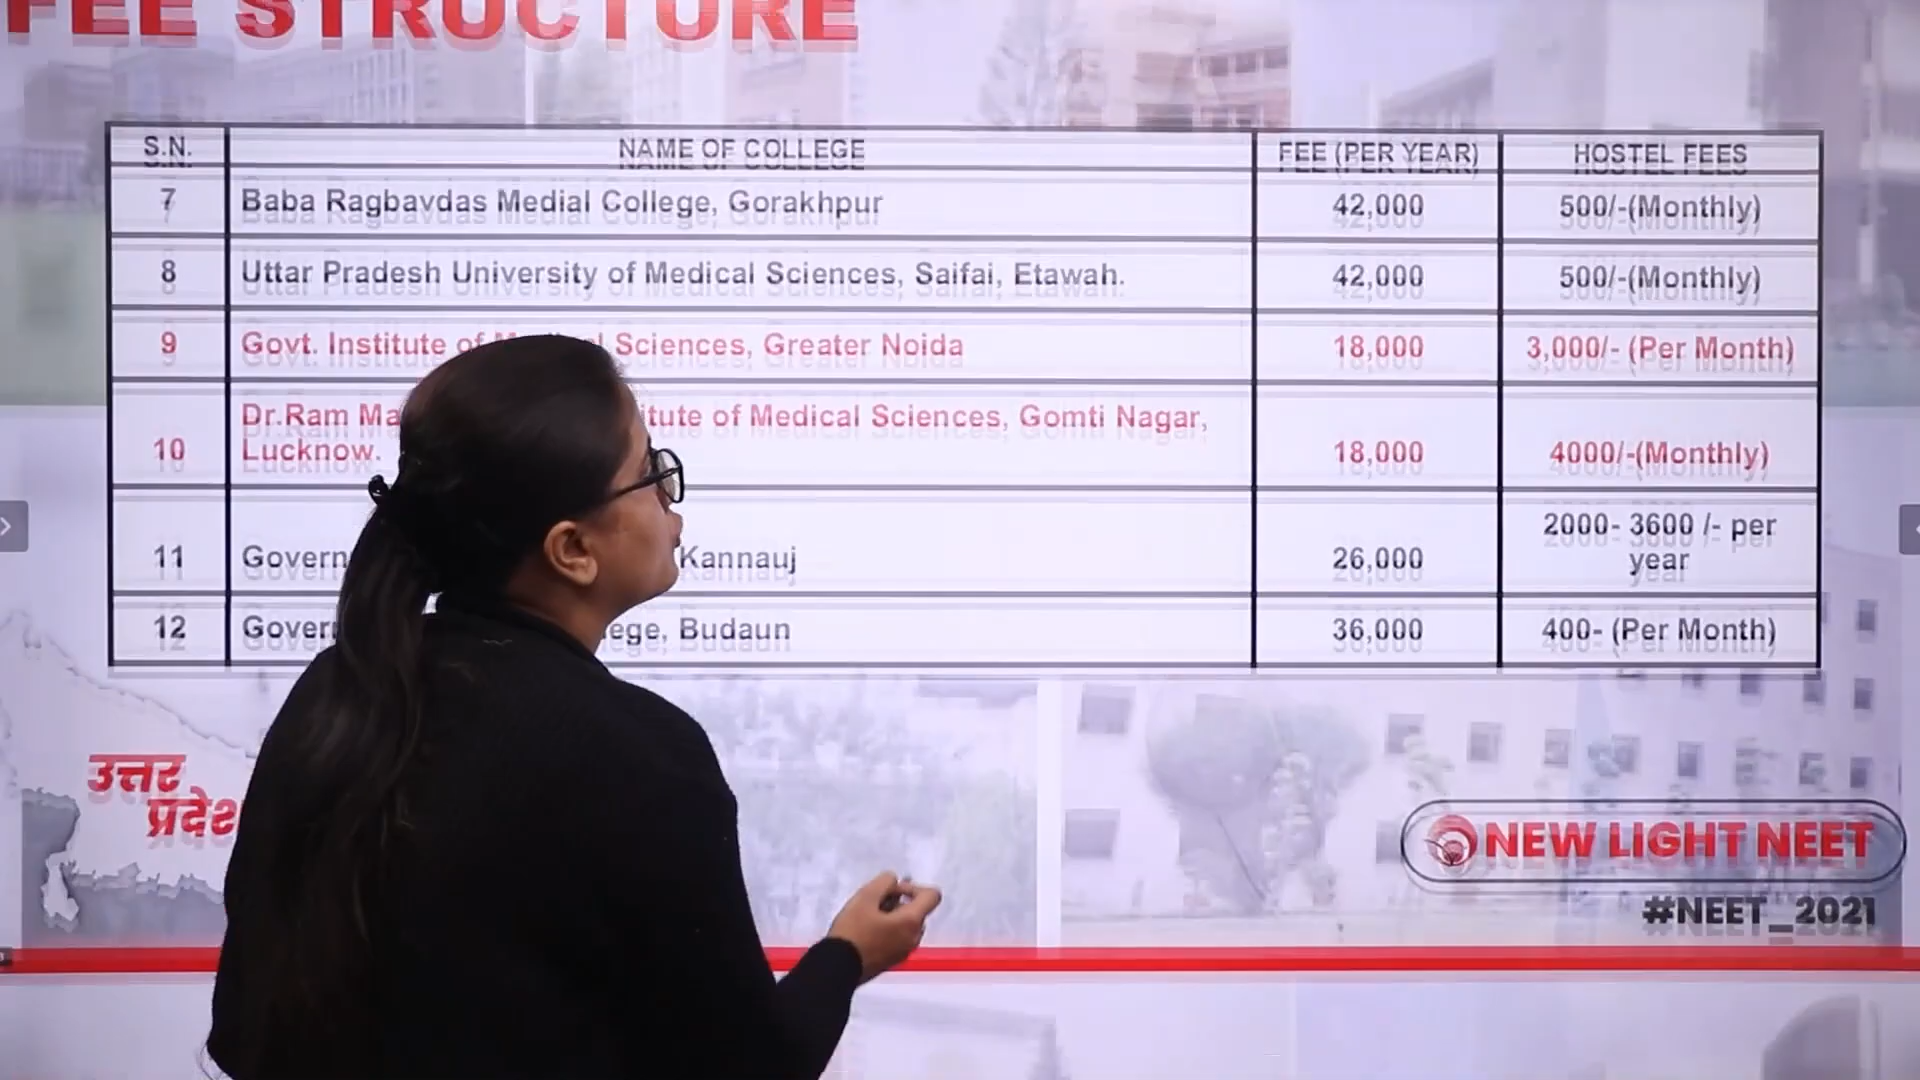 FEE STRUCTURE
S.N. NAME OF COLLEGE FEE (PER YEAR) HOSTEL FEES
7 Baba Ragbavdas Medial College, Gorakhpur 42,000 500/-(Monthly)
8 Uttar Pradesh University of Medical Sciences, Saifai, Etawah. 42,000 500/-(Monthly)
9 Govt. Institute of Sciences, Greater Noida 18,000 3,000/- (Per Month)
Dr.Ram of Medical Sciences, Gomti Nagar,
10 Lucknow. 18,000 4000/-(Monthly)
2000- 3600 /- per
11 Kannauj 26,000 year
12 Budaun 36,000 400- (Per Month)
उत्तर
प्रदेश
NEW LIGHT NEET
#NEET_2021